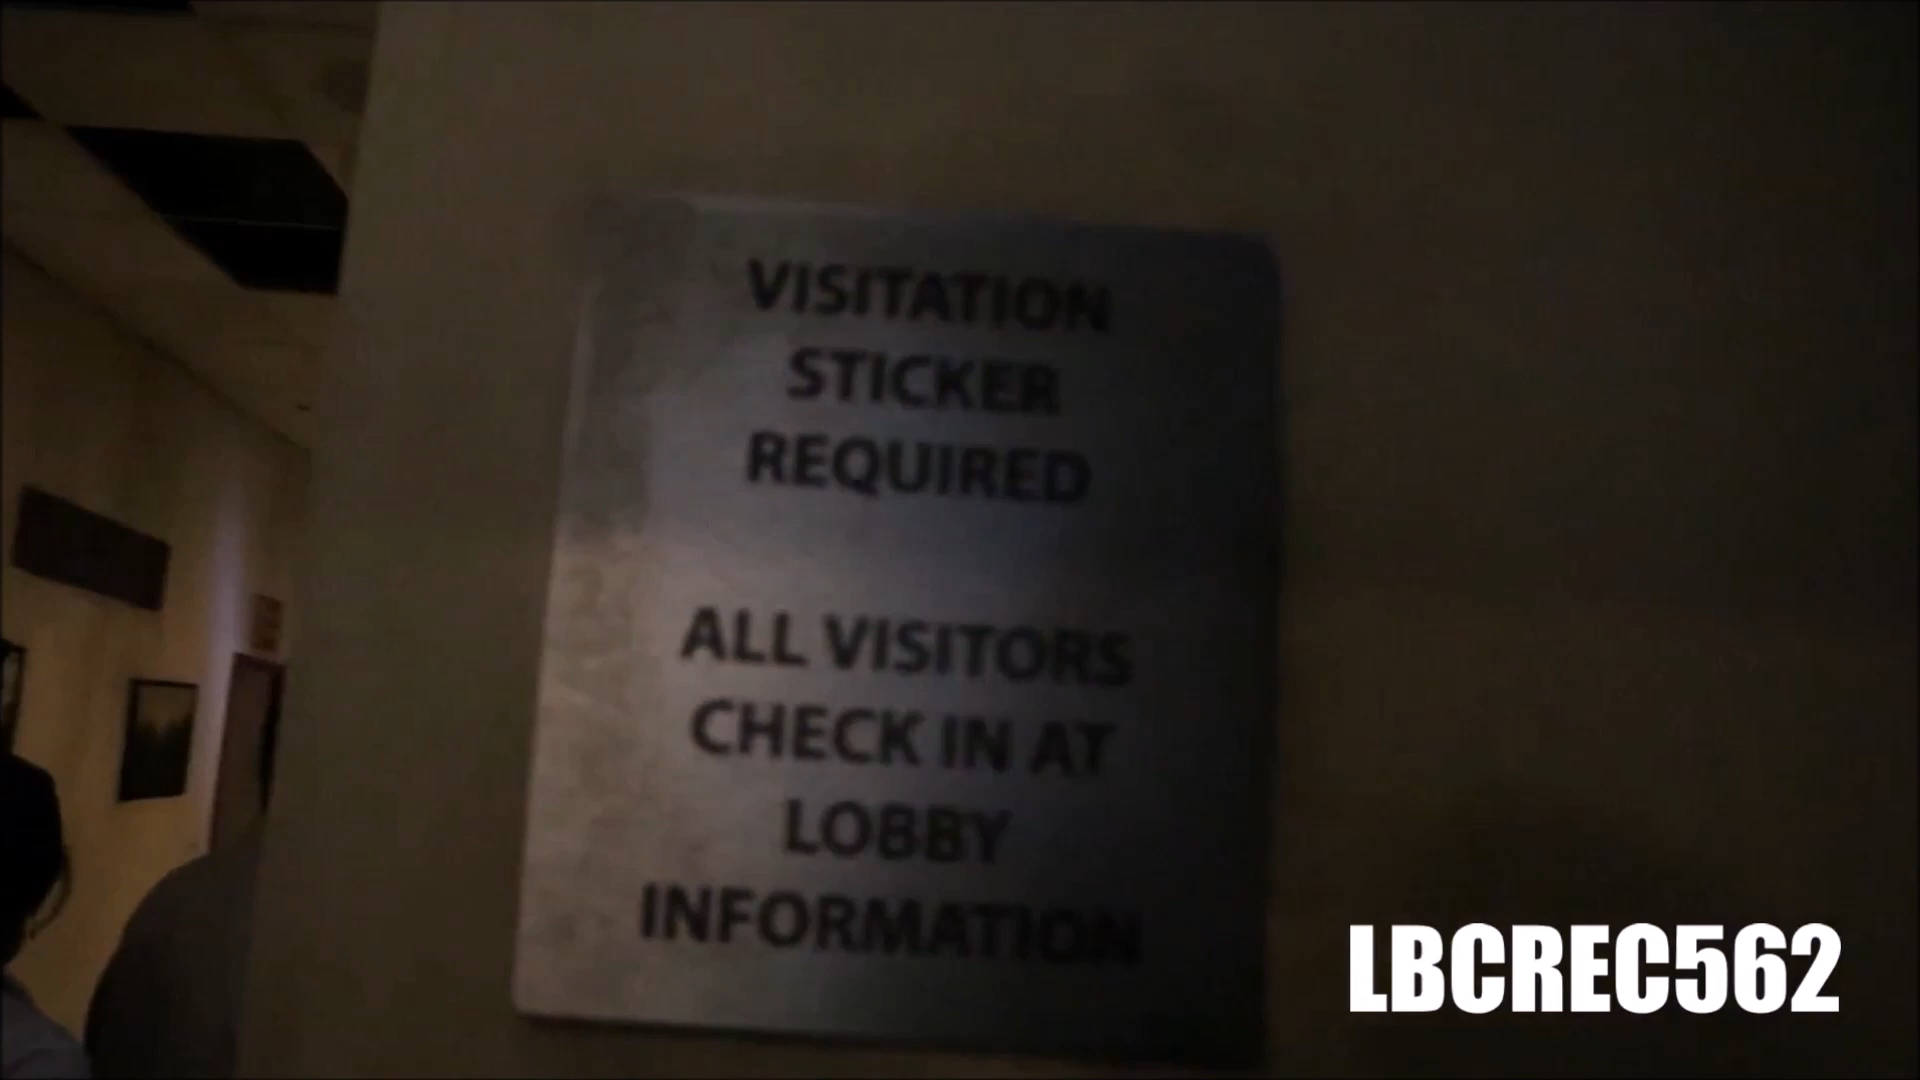 VISITATION
STICKER
REQUIRED
ALL VISITORS
CHECK IN AT
LOBBY
INFORMATION
LBCREC562